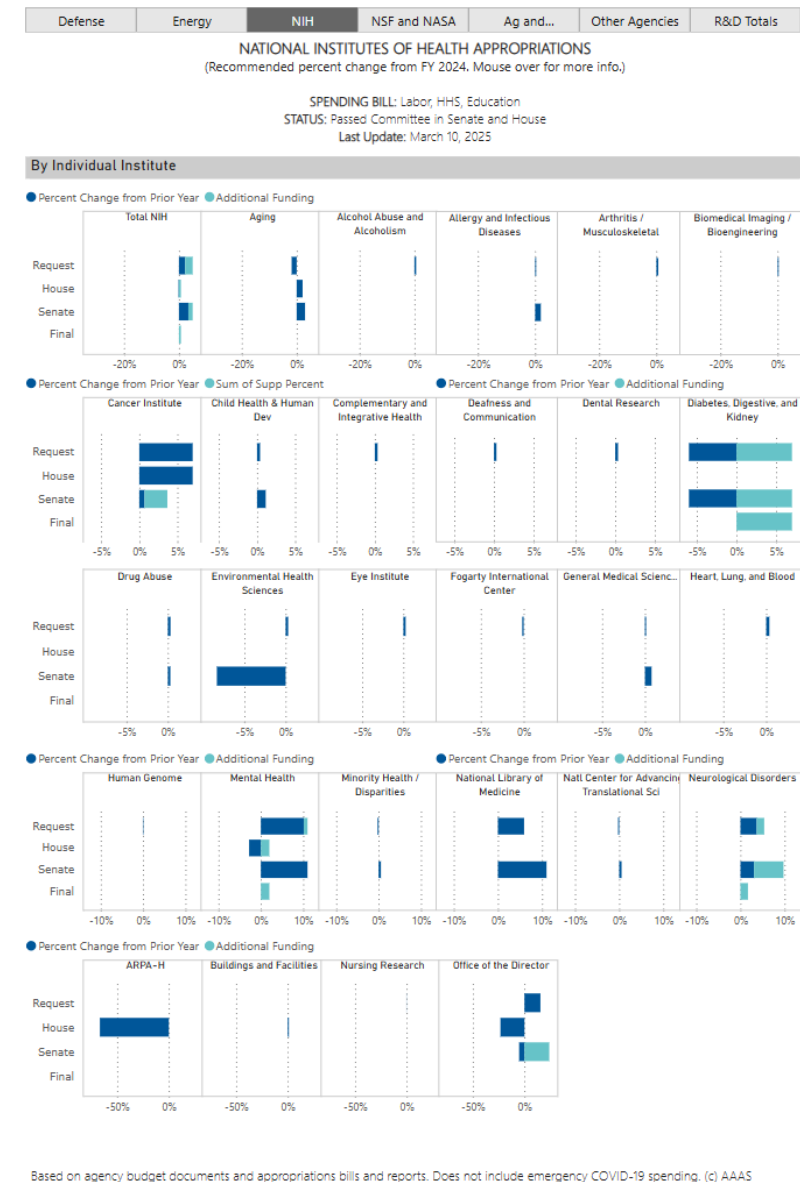 Defense Energy NIH NSF and NASA Ag and... Other Agencies R&D Totals
NATIONAL INSTITUTES OF HEALTH APPROPRIATIONS
(Recommended percent change from FY 2024. Mouse over for more info.)
SPENDING BILL: Labor, HHS, Education
STATUS: Passed Committee in Senate and House
Last Update: March 10, 2025
By Individual Institute
Percent Change from Prior Year Additional Funding
Total NIH Aging Alcohol Abuse and Alcoholism Allergy and Infectious Diseases Arthritis / Musculoskeletal Biomedical Imaging / Bioengineering
Request
House
Senate
Final
-20% 0% -20% 0% -20% 0% -20% 0% -20% 0% -20% 0%
Percent Change from Prior Year Sum of Supp Percent Percent Change from Prior Year Additional Funding
Cancer Institute Child Health & Human Dev Complementary and Integrative Health Deafness and Communication Dental Research Diabetes, Digestive, and Kidney
Request
House
Senate
Final
-5% 0% 5% -5% 0% 5% -5% 0% 5% -5% 0% 5% -5% 0% 5% -5% 0% 5%
Drug Abuse Environmental Health Sciences Eye Institute Fogarty International Center General Medical Scienc... Heart, Lung, and Blood
Request
House
Senate
Final
-5% 0% -5% 0% -5% 0% -5% 0% -5% 0% -5% 0%
Percent Change from Prior Year Additional Funding Percent Change from Prior Year Additional Funding
Human Genome Mental Health Minority Health / Disparities National Library of Medicine Natl Center for Advancing Translational Sci Neurological Disorders
Request
House
Senate
Final
-10% 0% 10% -10% 0% 10% -10% 0% 10% -10% 0% 10% -10% 0% 10% -10% 0% 10%
Percent Change from Prior Year Additional Funding
ARPA-H Buildings and Facilities Nursing Research Office of the Director
Request
House
Senate
Final
-50% 0% -50% 0% -50% 0% -50% 0%
Based on agency budget documents and appropriations bills and reports. Does not include emergency COVID-19 spending. (c) AAAS